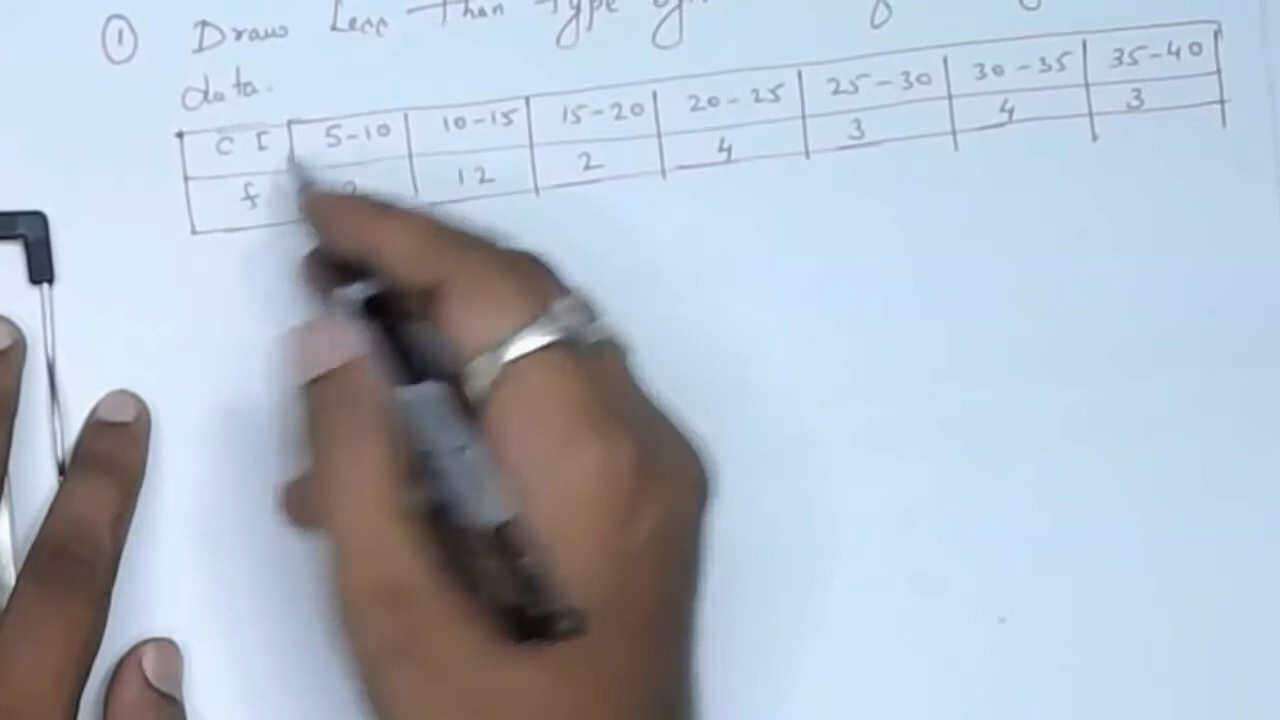 ① Draw Less Than Type
data.
C I 5-10 10-15 15-20 20-25 25-30 30-35 35-40
f 12 2 4 3 4 3